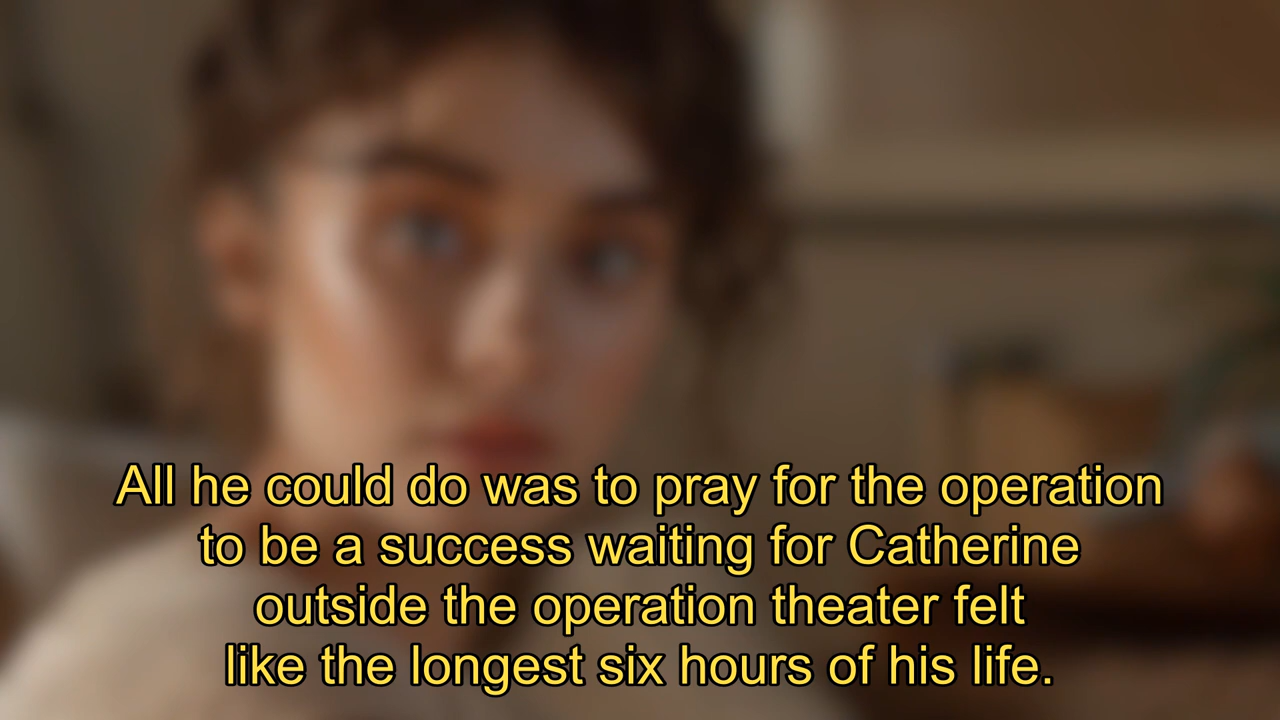 All he could do was to pray for the operation
to be a success waiting for Catherine
outside the operation theater felt
like the longest six hours of his life.